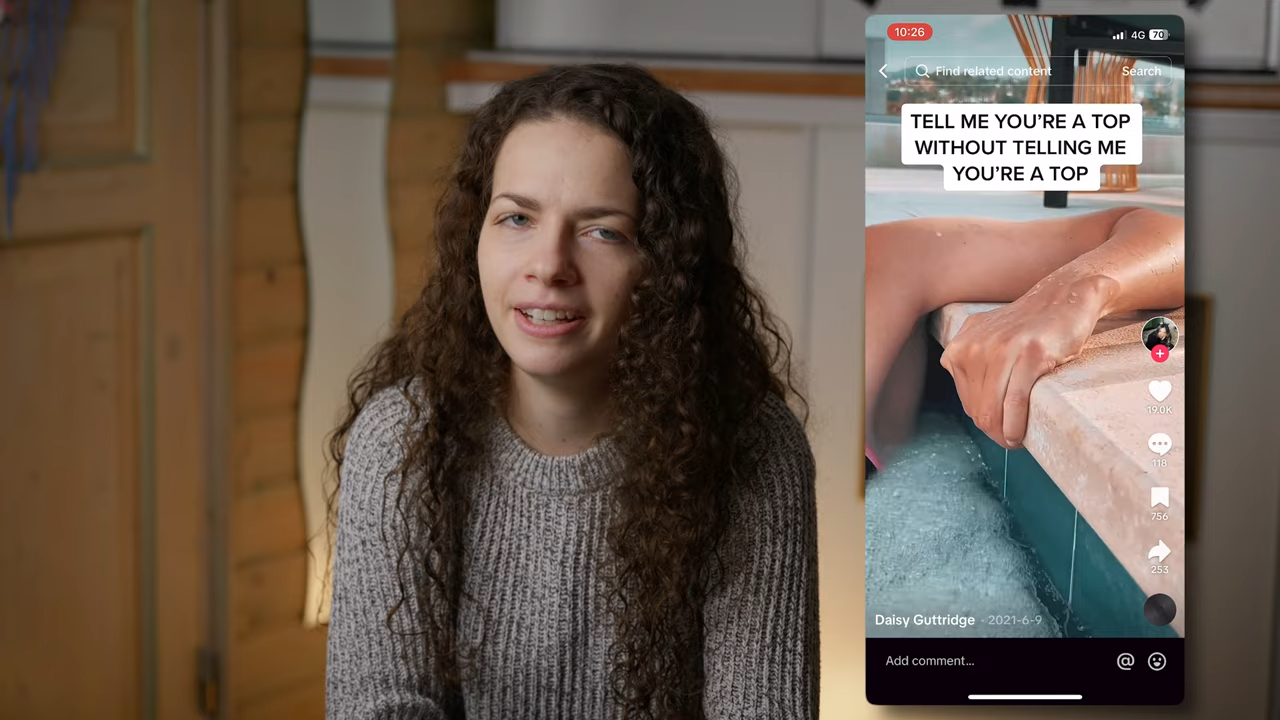 10:26
4G 70
Find related content
Search
TELL ME YOU'RE A TOP
WITHOUT TELLING ME
YOU'RE A TOP
19.0K
118
756
253
Daisy Guttridge · 2021-6-9
Add comment...
@